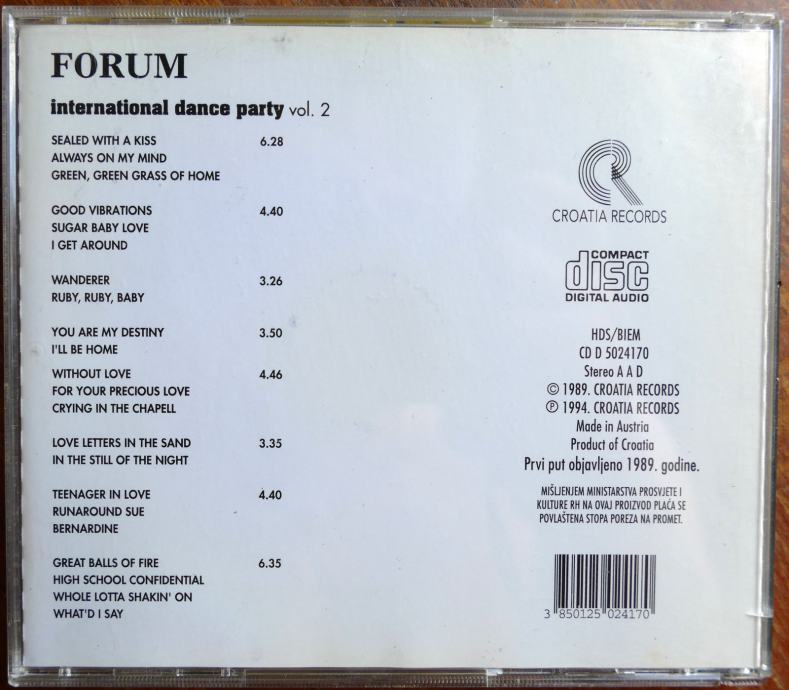 FORUM
international dance party vol. 2
SEALED WITH A KISS 6.28
ALWAYS ON MY MIND
GREEN, GREEN GRASS OF HOME
GOOD VIBRATIONS 4.40
SUGAR BABY LOVE
I GET AROUND
WANDERER 3.26
RUBY, RUBY, BABY
YOU ARE MY DESTINY 3.50
I'LL BE HOME
WITHOUT LOVE 4.46
FOR YOUR PRECIOUS LOVE
CRYING IN THE CHAPELL
LOVE LETTERS IN THE SAND 3.35
IN THE STILL OF THE NIGHT
TEENAGER IN LOVE 4.40
RUNAROUND SUE
BERNARDINE
GREAT BALLS OF FIRE 6.35
HIGH SCHOOL CONFIDENTIAL
WHOLE LOTTA SHAKIN' ON
WHAT'D I SAY
CROATIA RECORDS
COMPACT
disc
DIGITAL AUDIO
HDS/BIEM
CD D 5024170
Stereo A A D
© 1989. CROATIA RECORDS
℗ 1994. CROATIA RECORDS
Made in Austria
Product of Croatia
Prvi put objavljeno 1989. godine.
MIŠLJENJEM MINISTARSTVA PROSVJETE I
KULTURE RH NA OVAJ PROIZVOD PLAĆA SE
POVLAŠTENA STOPA POREZA NA PROMET.
3 850125 024170